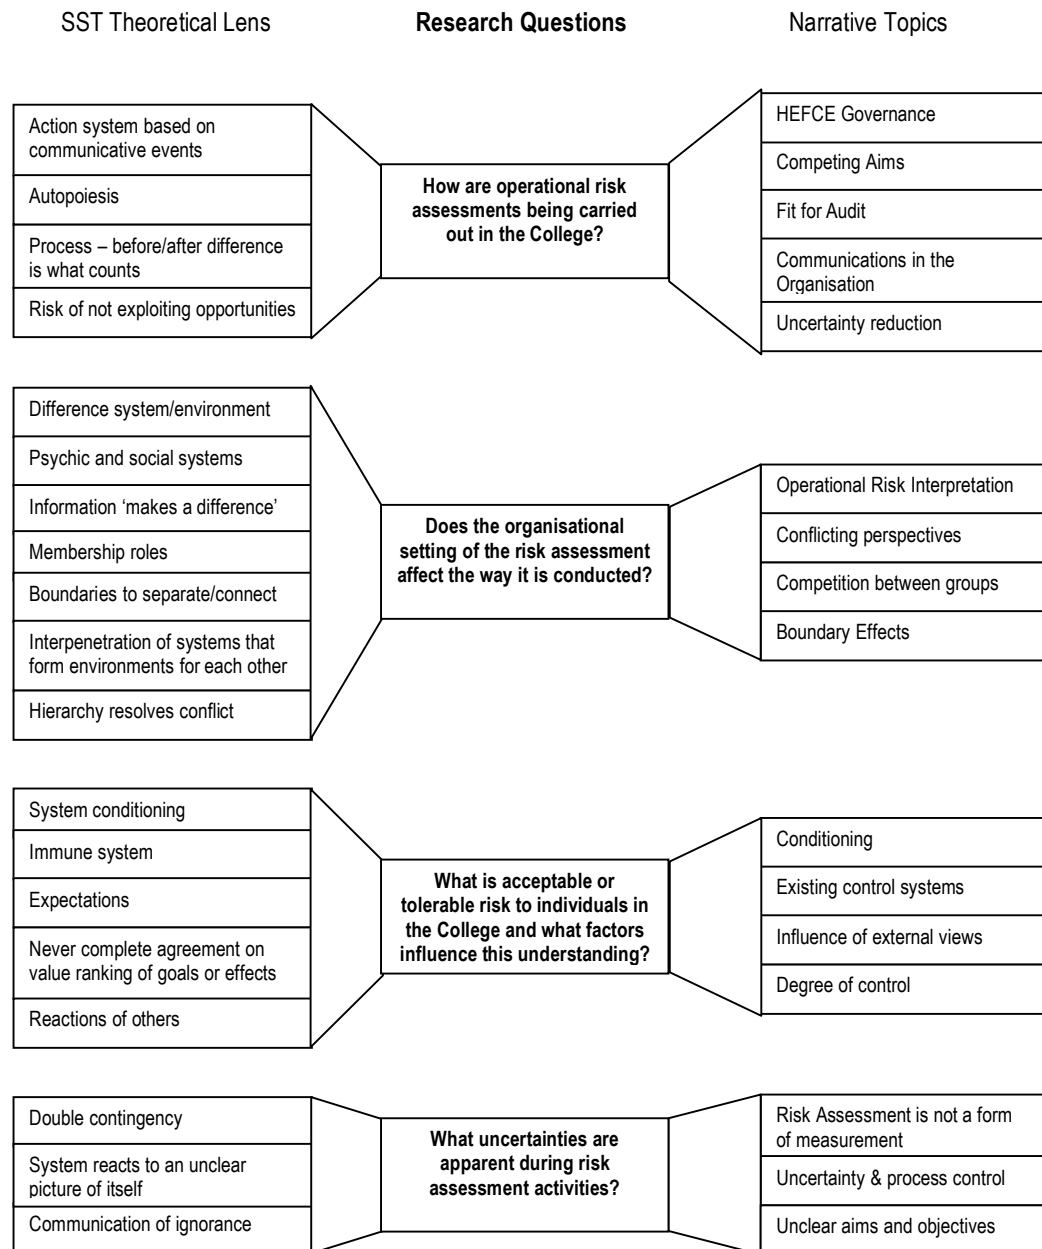 SST Theoretical Lens
Research Questions
Narrative Topics
Action system based on
communicative events
Autopoiesis
Process – before/after difference
is what counts
Risk of not exploiting opportunities
How are operational risk
assessments being carried
out in the College?
HEFCE Governance
Competing Aims
Fit for Audit
Communications in the
Organisation
Uncertainty reduction
Difference system/environment
Psychic and social systems
Information ‘makes a difference’
Membership roles
Boundaries to separate/connect
Interpenetration of systems that
form environments for each other
Hierarchy resolves conflict
Does the organisational
setting of the risk assessment
affect the way it is conducted?
Operational Risk Interpretation
Conflicting perspectives
Competition between groups
Boundary Effects
System conditioning
Immune system
Expectations
Never complete agreement on
value ranking of goals or effects
Reactions of others
What is acceptable or
tolerable risk to individuals in
the College and what factors
influence this understanding?
Conditioning
Existing control systems
Influence of external views
Degree of control
Double contingency
System reacts to an unclear
picture of itself
Communication of ignorance
What uncertainties are
apparent during risk
assessment activities?
Risk Assessment is not a form
of measurement
Uncertainty & process control
Unclear aims and objectives